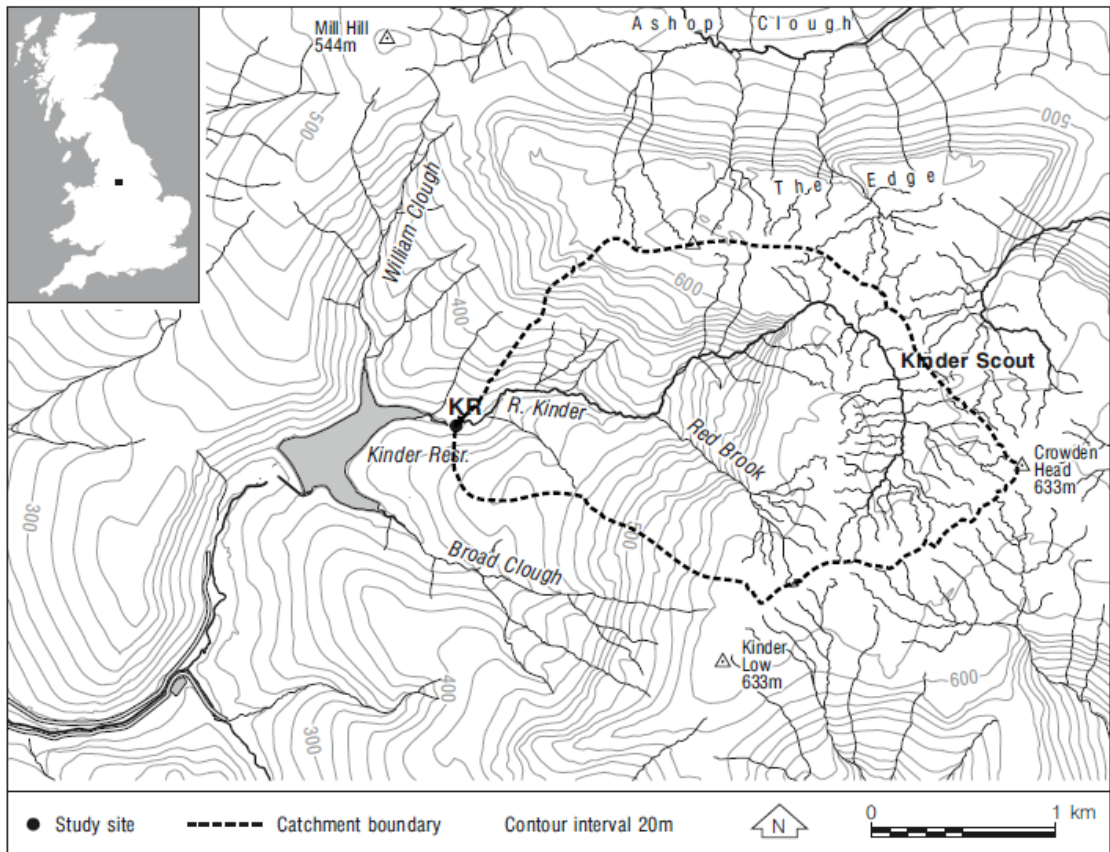 Mill Hill
544m
Ashop Clough
500
500
The Edge
William Clough
400
600
Kinder Scout
KR
R. Kinder
Kinder Resr.
Red Brook
Crowden
Head
633m
300
500
Broad Clough
Kinder
Low
633m
600
400
300
Study site
Catchment boundary
Contour interval 20m
N
0
1 km